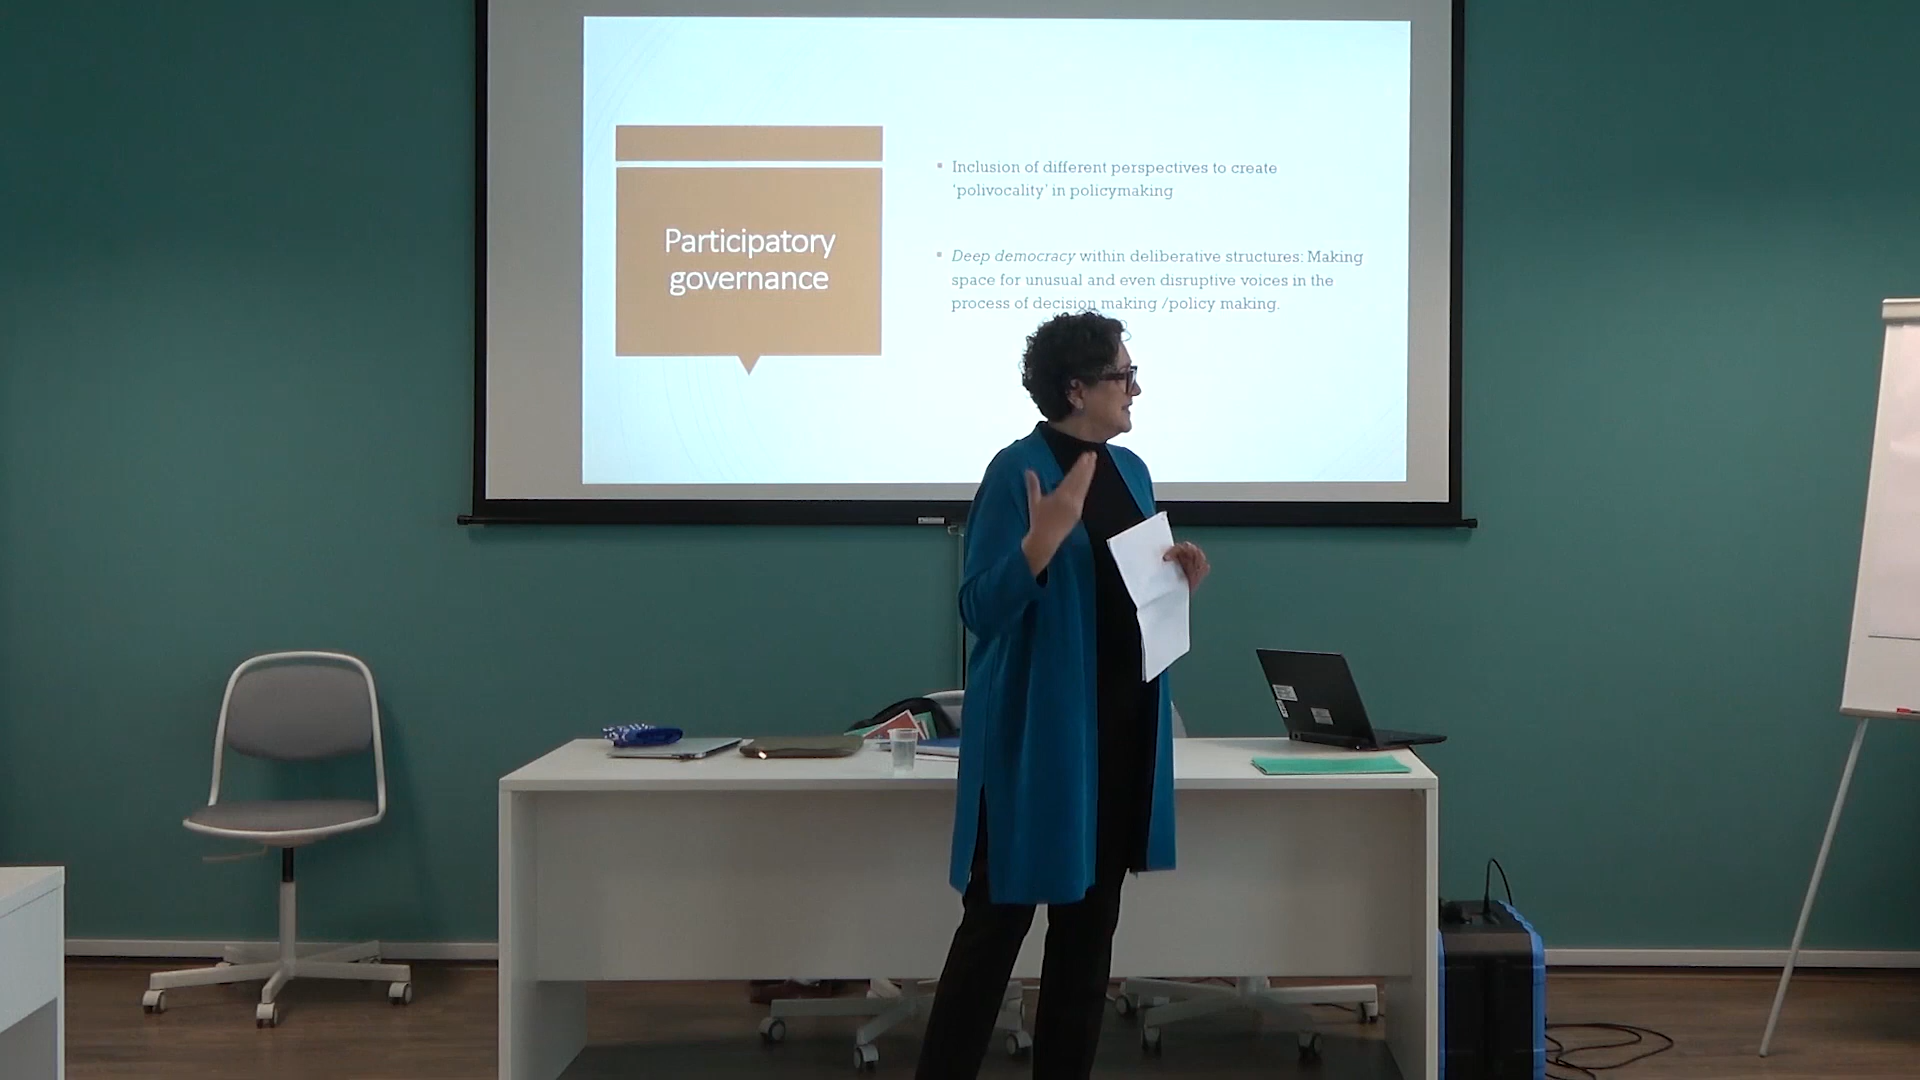 Participatory
governance
Inclusion of different perspectives to create
'polivocality' in policymaking
Deep democracy within deliberative structures: Making
space for unusual and even disruptive voices in the
process of decision making /policy making.